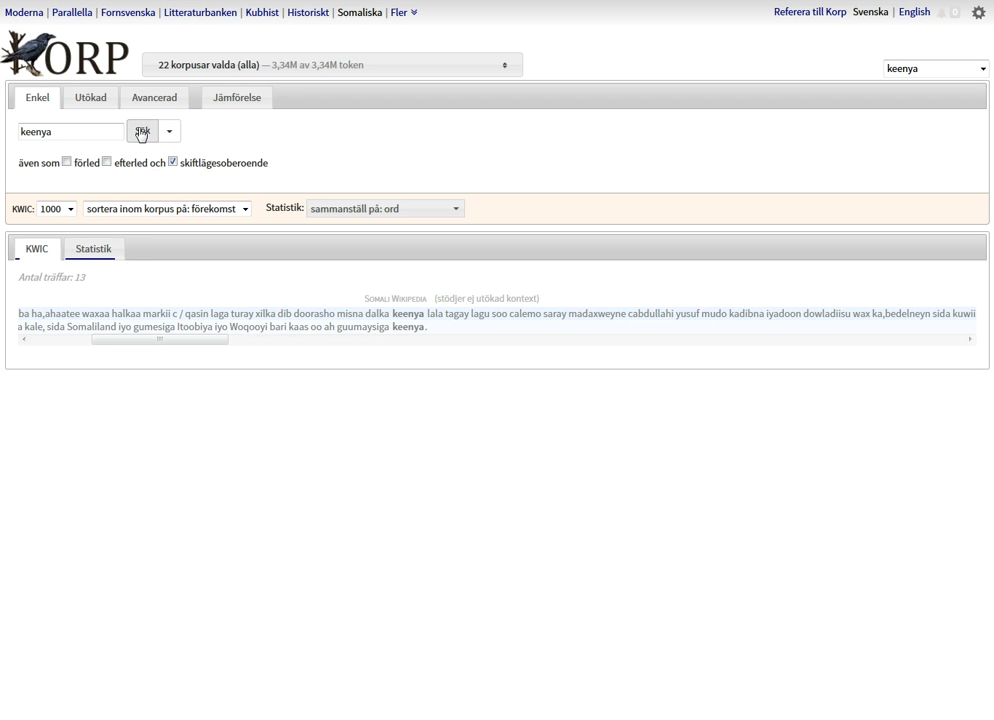 Moderna | Parallella | Fornsvenska | Litteraturbanken | Kubhist | Historiskt | Somaliska | Fler
Referera till Korp Svenska | English 0
KORP
22 korpusar valda (alla) — 3,34M av 3,34M token
keenya
Enkel Utökad Avancerad Jämförelse
keenya Sök
även som förled efterled och skiftlägesoberoende
KWIC: 1000 sortera inom korpus på: förekomst Statistik: sammanställ på: ord
KWIC Statistik
Antal träffar: 13
Somali Wikipedia (stödjer ej utökad kontext)
ba ha,ahaatee waxaa halkaa markii c / qasin laga turay xilka dib doorasho misna dalka keenya lala tagay lagu soo calemo saray madaxweyne cabdullahi yusuf mudo kadibna iyadoon dowladiisu wax ka,bedelneyn sida kuwii
a kale, sida Somaliland iyo gumesiga Itoobiya iyo Woqooyi bari kaas oo ah guumaysiga keenya.